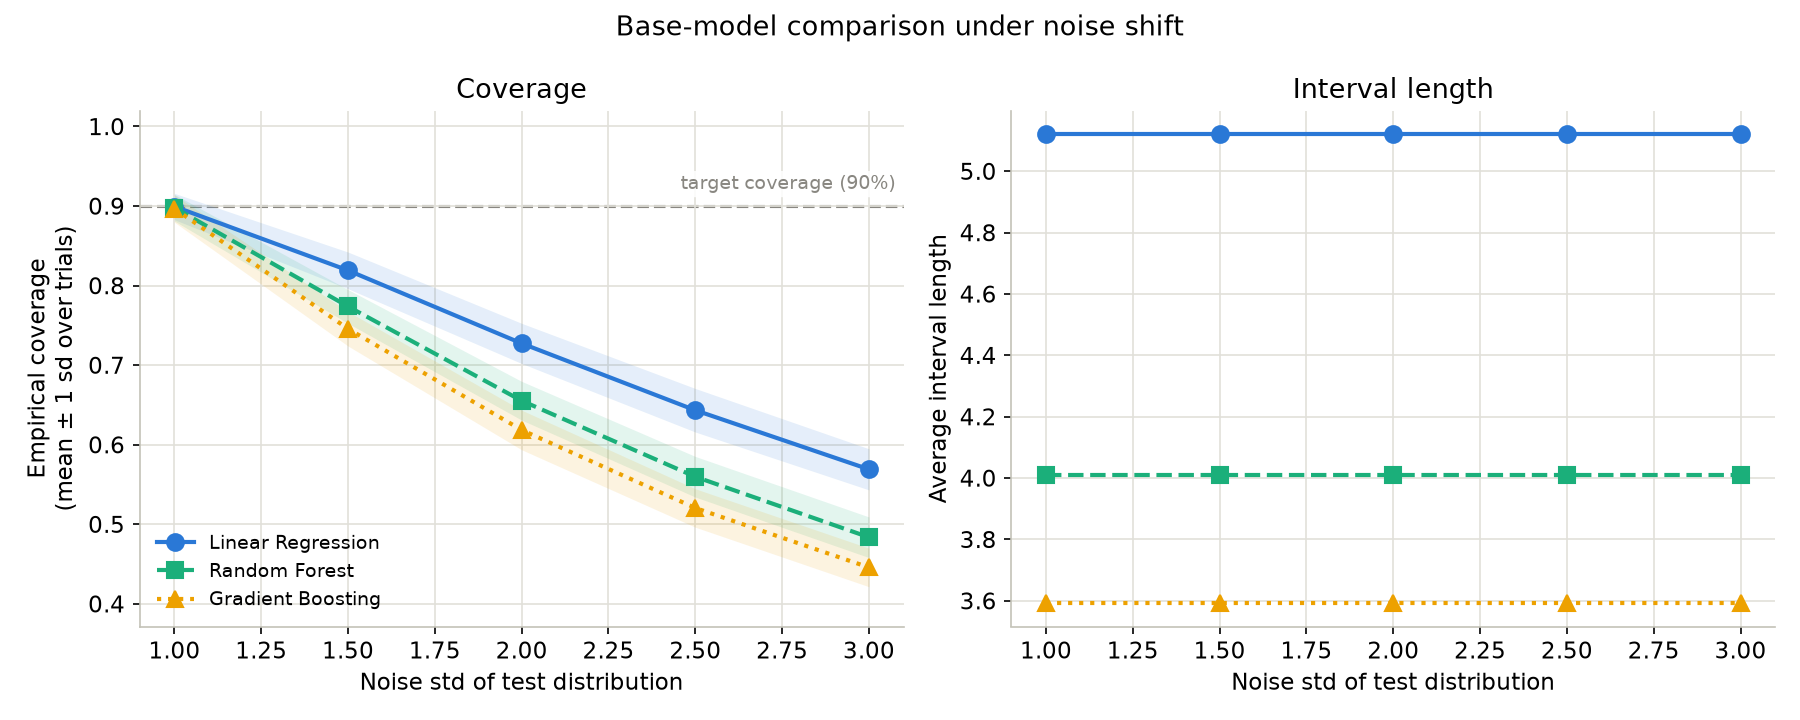 Base-model comparison under noise shift
Coverage
Empirical coverage
(mean ± 1 sd over trials)
1.0
0.9
0.8
0.7
0.6
0.5
0.4
target coverage (90%)
Linear Regression
Random Forest
Gradient Boosting
1.00 1.25 1.50 1.75 2.00 2.25 2.50 2.75 3.00
Noise std of test distribution
Interval length
Average interval length
5.0
4.8
4.6
4.4
4.2
4.0
3.8
3.6
1.00 1.25 1.50 1.75 2.00 2.25 2.50 2.75 3.00
Noise std of test distribution